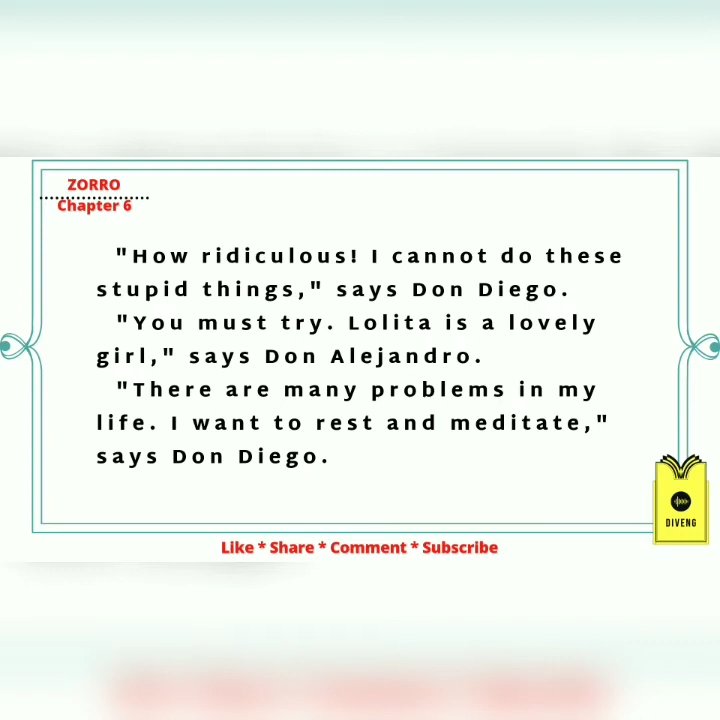 ZORRO
Chapter 6
"How ridiculous! I cannot do these
stupid things," says Don Diego.
"You must try. Lolita is a lovely
girl," says Don Alejandro.
"There are many problems in my
life. I want to rest and meditate,"
says Don Diego.
DIVENG
Like * Share * Comment * Subscribe